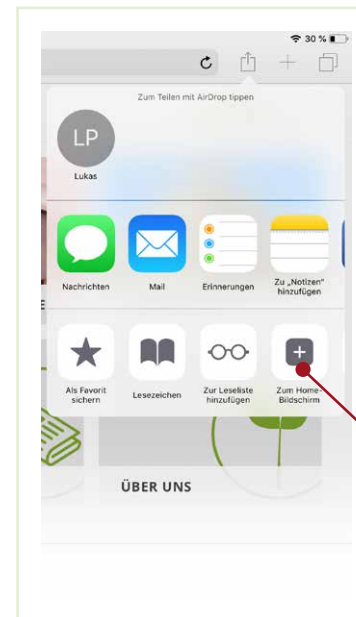 30 %
Zum Teilen mit AirDrop tippen
LP
Lukas
Nachrichten
Mail
Erinnerungen
Zu „Notizen“
hinzufügen
Als Favorit
sichern
Lesezeichen
Zur Leseliste
hinzufügen
Zum Home-
Bildschirm
ÜBER UNS